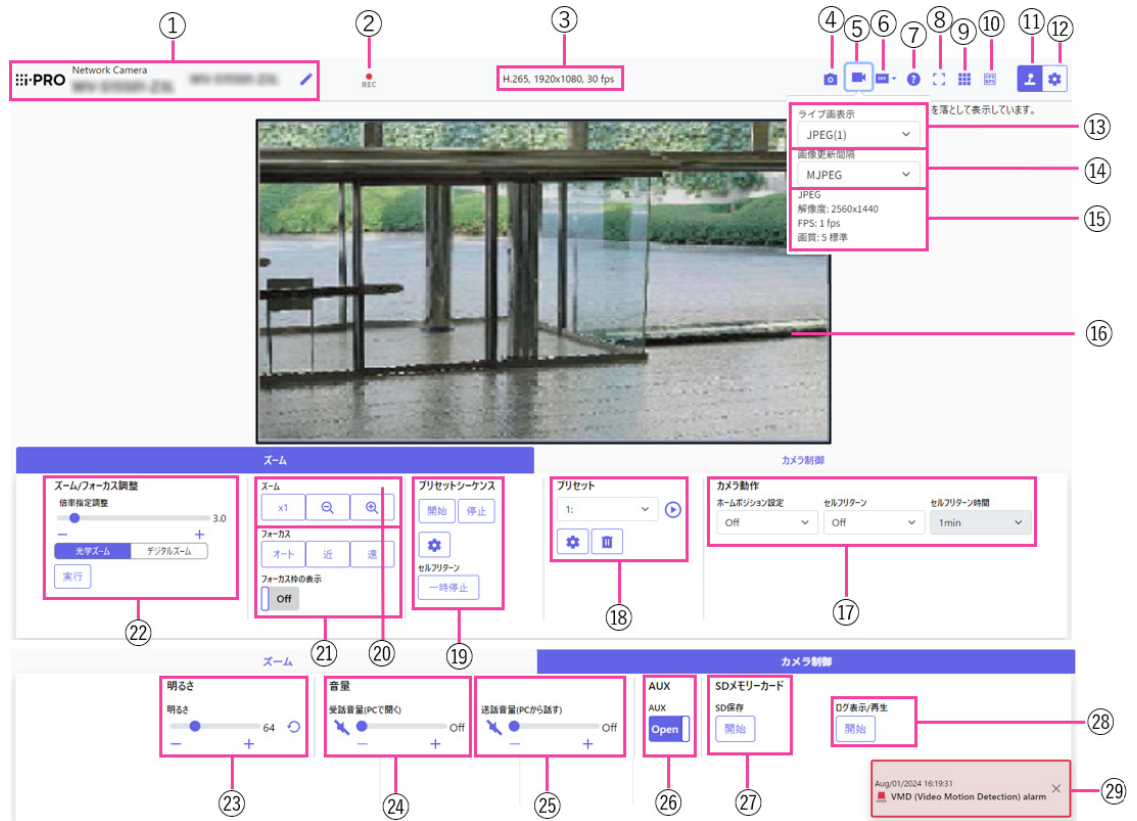 ① ② ③ ④ ⑤ ⑥ ⑦ ⑧ ⑨ ⑩ ⑪ ⑫
i-PRO Network Camera
REC
H.265, 1920x1080, 30 fps
を落として表示しています。
ライブ画表示
JPEG(1)
⑬
画像更新間隔
MJPEG
⑭
JPEG
解像度: 2560x1440
FPS: 1 fps
画質: 5 標準
⑮
⑯
ズーム カメラ制御
ズーム/フォーカス調整
倍率指定調整
3.0
− +
光学ズーム デジタルズーム
実行
㉒
ズーム
x1
フォーカス
オート 近 遠
フォーカス枠の表示
Off
㉑ ⑳
プリセットシーケンス
開始 停止
セルフリターン
一時停止
⑲
プリセット
1:
⑱
カメラ動作
ホームポジション設定 セルフリターン セルフリターン時間
Off Off 1min
⑰
ズーム カメラ制御
明るさ
明るさ
64
− +
㉓
音量
受話音量(PCで聞く)
Off
− +
㉔
送話音量(PCから話す)
Off
− +
㉕
AUX
AUX
Open
㉖
SDメモリーカード
SD保存
開始
㉗
ログ表示/再生
開始
㉘
Aug/01/2024 16:19:31
VMD (Video Motion Detection) alarm
㉙